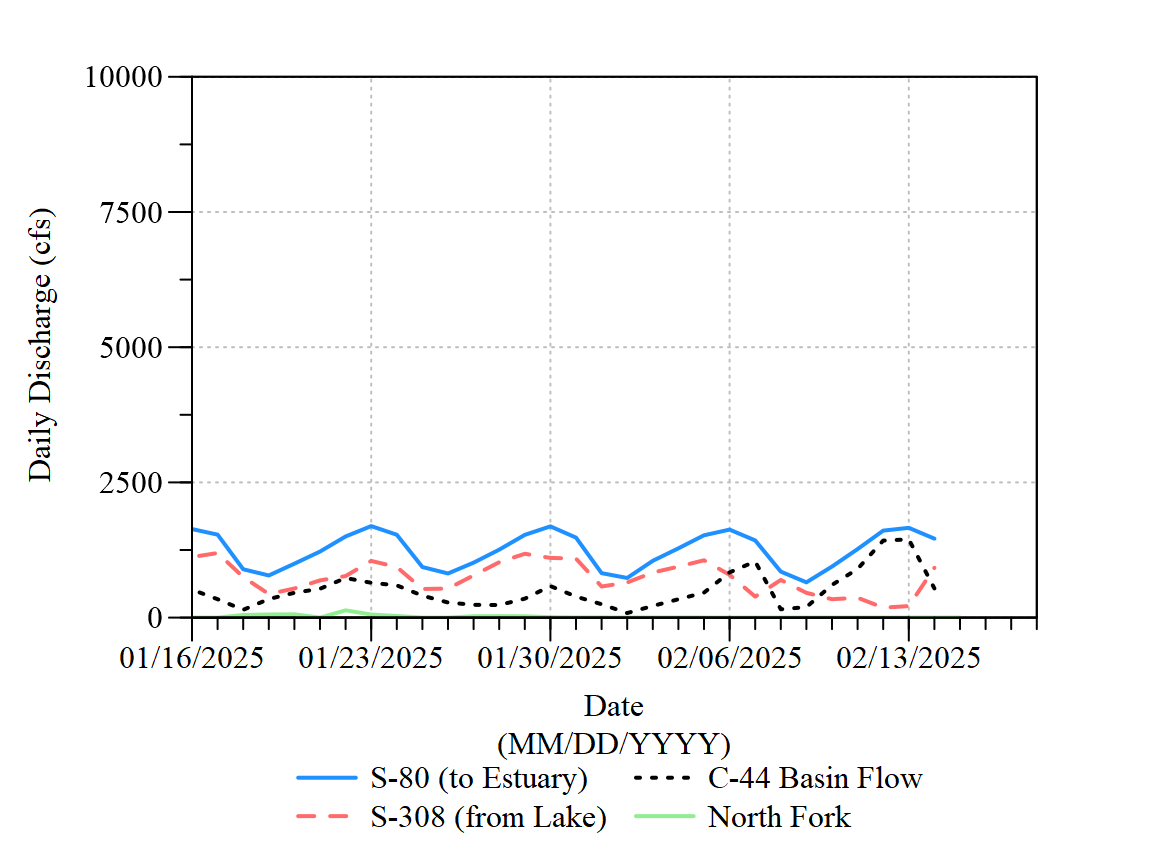 10000
7500
5000
2500
0
Daily Discharge (cfs)
01/16/2025 01/23/2025 01/30/2025 02/06/2025 02/13/2025
Date
(MM/DD/YYYY)
S-80 (to Estuary) C-44 Basin Flow
S-308 (from Lake) North Fork